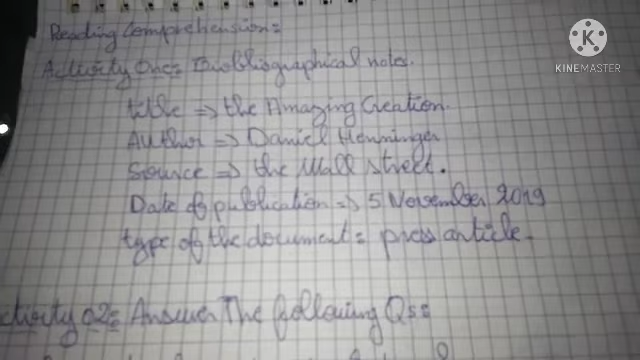 Reading Comprehension:
KINEMASTER
Activity One: Biobliographical notes.
title => the Amazing Creation.
Author => Daniel Henninger
Source => the Wall Street.
Date of publication => 5 November 2019
type of the document: press article.
ctivity 02: Answer The following Qs: